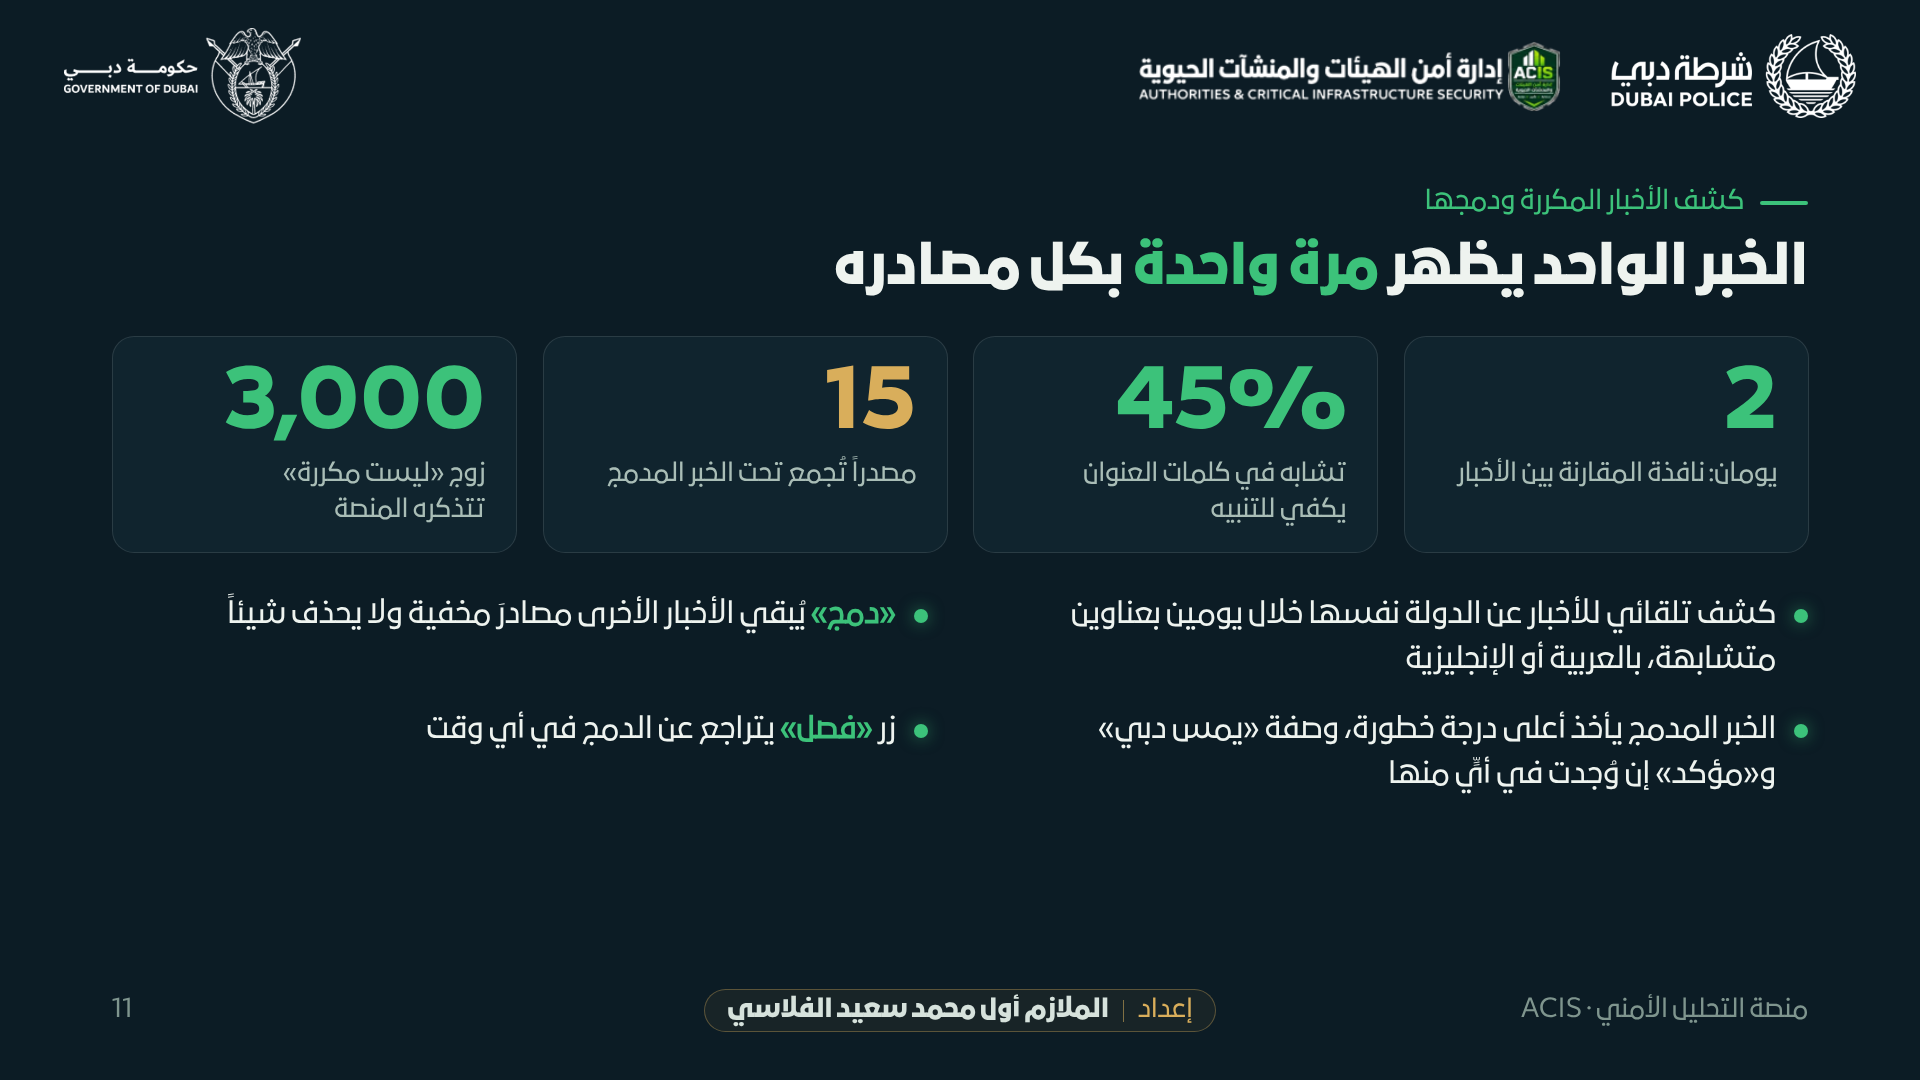 شرطة دبي
DUBAI POLICE
إدارة أمن الهيئات والمنشآت الحيوية
AUTHORITIES & CRITICAL INFRASTRUCTURE SECURITY
ACIS
حكومـــة دبـــي
GOVERNMENT OF DUBAI
كشف الأخبار المكررة ودمجها
الخبر الواحد يظهر مرة واحدة بكل مصادره
2
يومان: نافذة المقارنة بين الأخبار
45%
تشابه في كلمات العنوان
يكفي للتنبيه
15
مصدراً تُجمع تحت الخبر المدمج
3,000
زوج «ليست مكررة»
تتذكره المنصة
كشف تلقائي للأخبار عن الدولة نفسها خلال يومين بعناوين
متشابهة، بالعربية أو الإنجليزية
«دمج» يُبقي الأخبار الأخرى مصادرَ مخفية ولا يحذف شيئاً
الخبر المدمج يأخذ أعلى درجة خطورة، وصفة «يمس دبي»
و«مؤكد» إن وُجدت في أيٍّ منها
زر «فصل» يتراجع عن الدمج في أي وقت
منصة التحليل الأمني · ACIS
إعداد | الملازم أول محمد سعيد الفلاسي
11